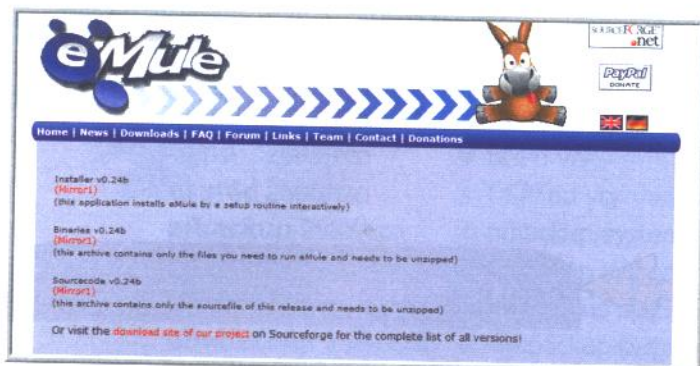 eMule
SOURCEFORGE
.net
PayPal
DONATE
Home | News | Downloads | FAQ | Forum | Links | Team | Contact | Donations
Installer v0.24b
(Mirror1)
(this application installs eMule by a setup routine interactively)
Binaries v0.24b
(Mirror1)
(this archive contains only the files you need to run eMule and needs to be unzipped)
Sourcecode v0.24b
(Mirror1)
(this archive contains only the sourcefile of this release and needs to be unzipped)
Or visit the download site of our project on Sourceforge for the complete list of all versions!